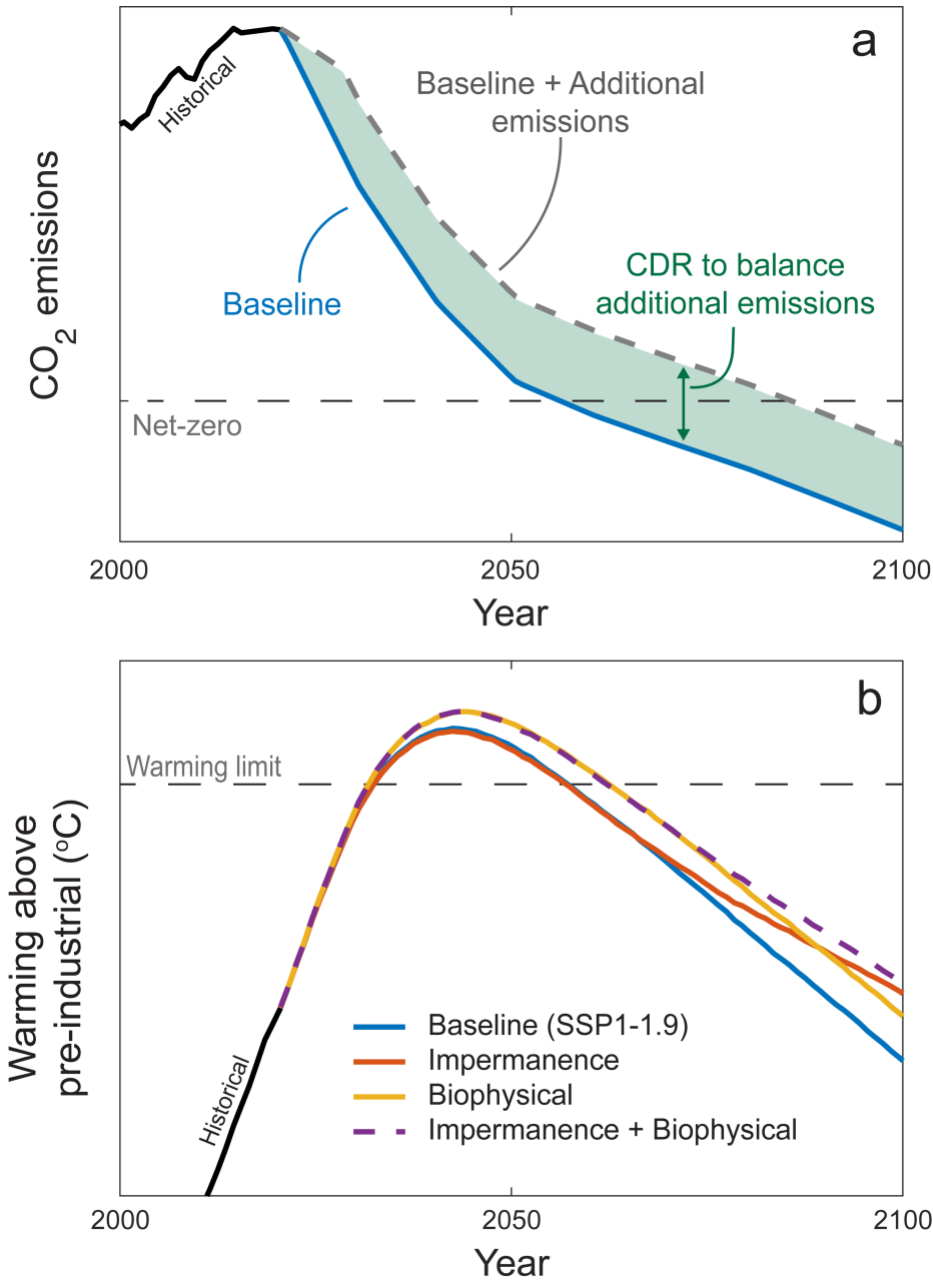 a
Historical
Baseline + Additional
emissions
CDR to balance
additional emissions
Baseline
Net-zero
CO₂ emissions
2000
2050
2100
Year
b
Warming limit
Historical
Warming above
pre-industrial (°C)
Baseline (SSP1-1.9)
Impermanence
Biophysical
Impermanence + Biophysical
2000
2050
2100
Year